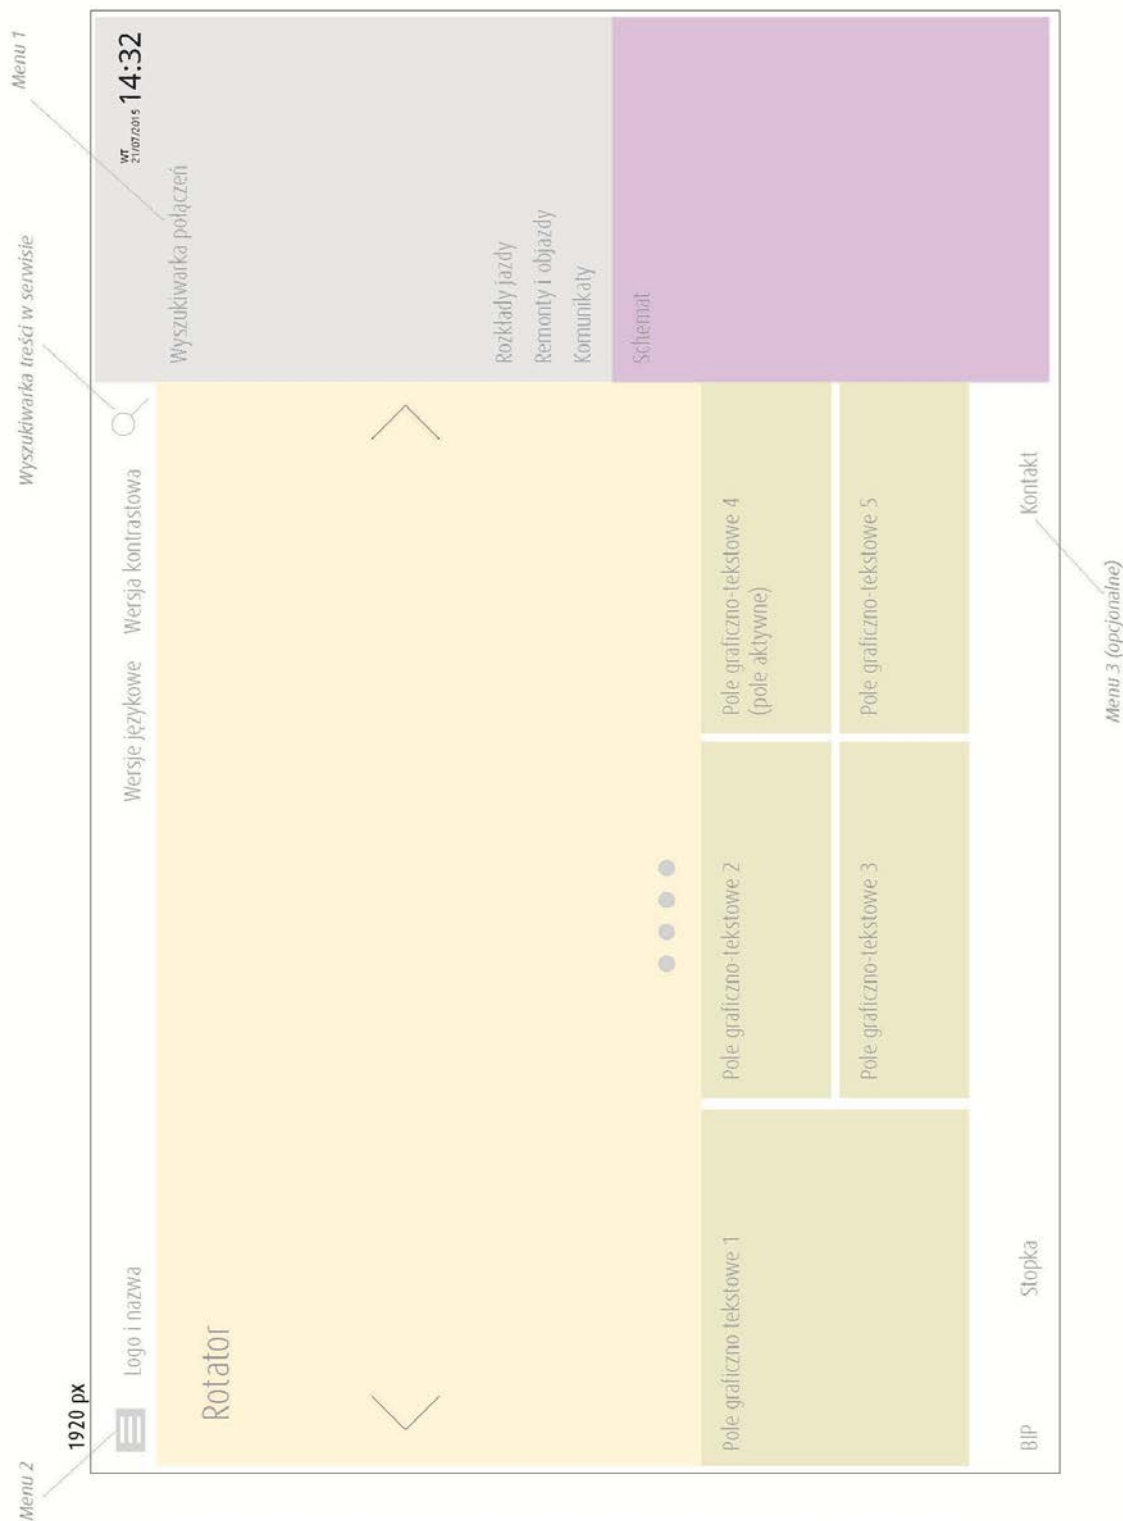 Menu 2
Wyszukiwarka treści w serwisie
Menu 1
1920 px
Logo i nazwa
Wersje językowe
Wersja kontrastowa
WT
21/07/2015
14:32
Rotator
Wyszukiwarka połączeń
Rozkłady jazdy
Remonty i objazdy
Komunikaty
Schemat
Pole graficzno tekstowe 1
Pole graficzno-tekstowe 2
Pole graficzno-tekstowe 4
(pole aktywne)
Pole graficzno-tekstowe 3
Pole graficzno-tekstowe 5
BIP
Stopka
Kontakt
Menu 3 (opcjonalne)